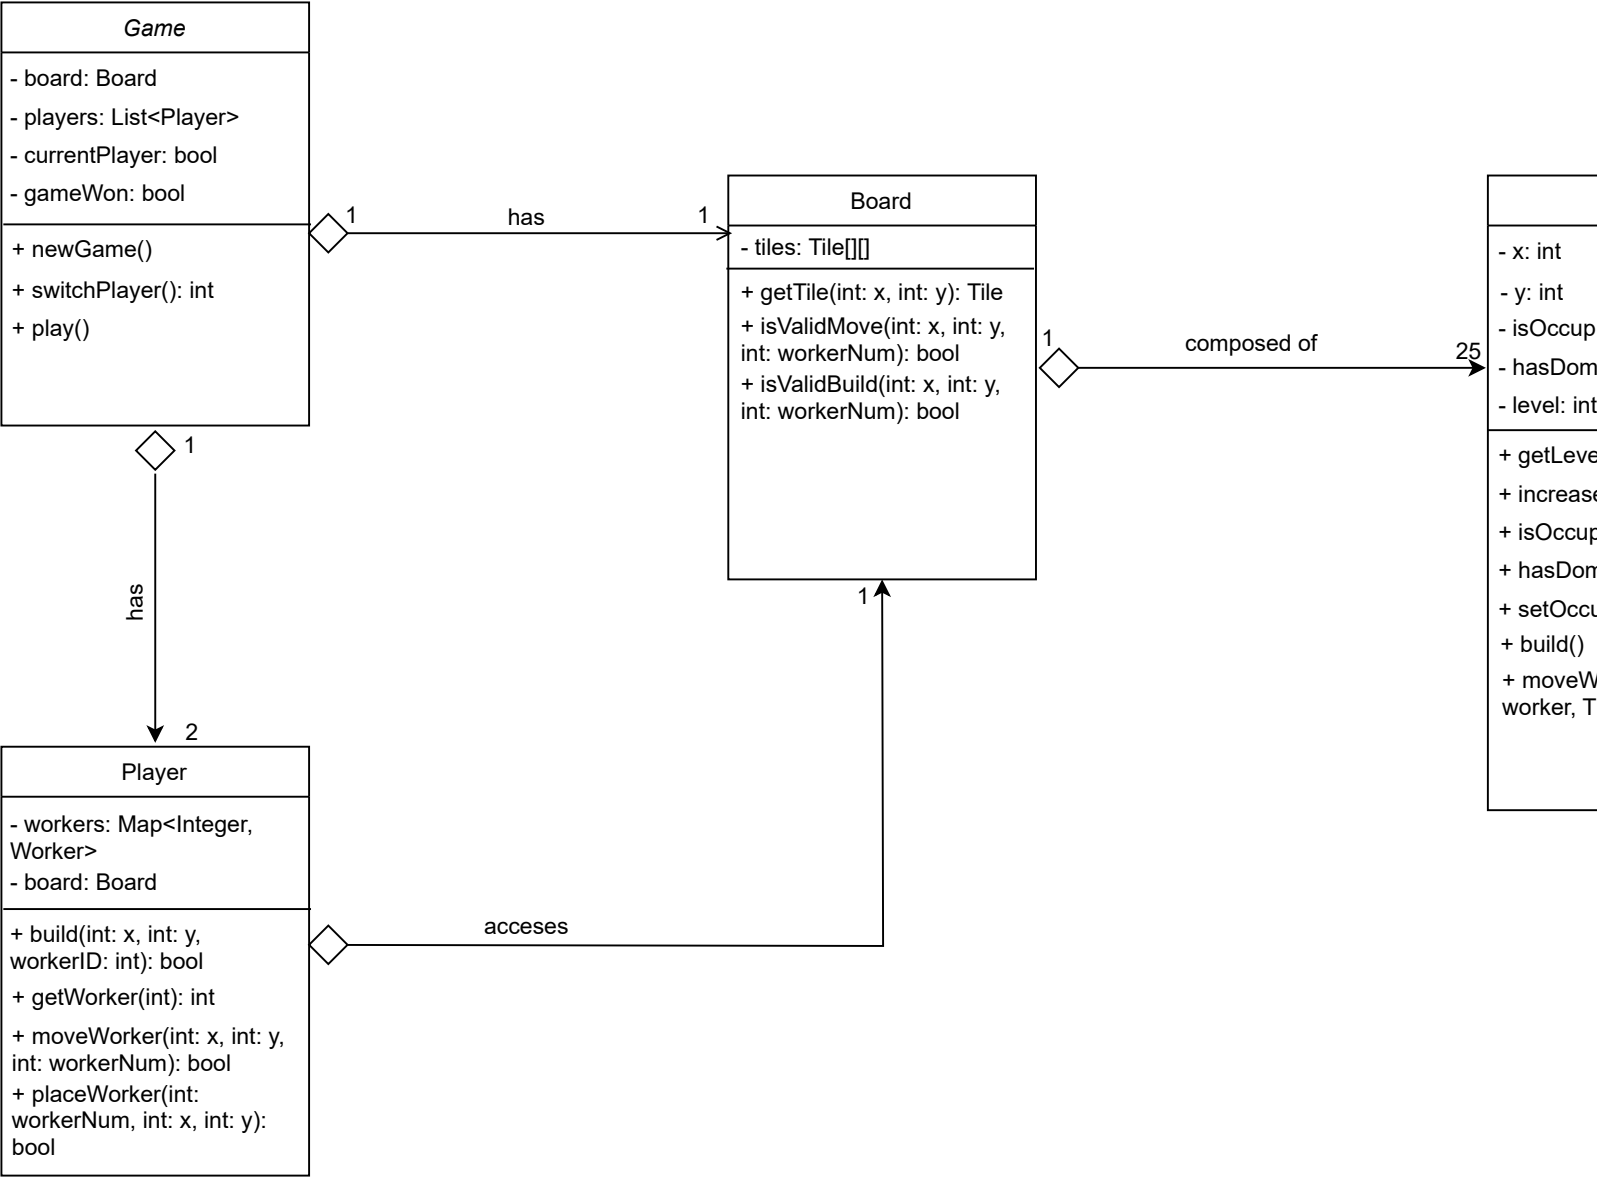 Game
- board: Board
- players: List<Player>
- currentPlayer: bool
- gameWon: bool
+ newGame()
+ switchPlayer(): int
+ play()
1
has
1
Board
- tiles: Tile[][]
+ getTile(int: x, int: y): Tile
+ isValidMove(int: x, int: y,
int: workerNum): bool
+ isValidBuild(int: x, int: y,
int: workerNum): bool
1
composed of
25
- x: int
- y: int
- isOccup
- hasDom
- level: int
+ getLeve
+ increase
+ isOccup
+ hasDom
+ setOccu
+ build()
+ moveW
worker, T
1
has
2
1
Player
- workers: Map<Integer,
Worker>
- board: Board
+ build(int: x, int: y,
workerID: int): bool
+ getWorker(int): int
+ moveWorker(int: x, int: y,
int: workerNum): bool
+ placeWorker(int:
workerNum, int: x, int: y):
bool
acceses